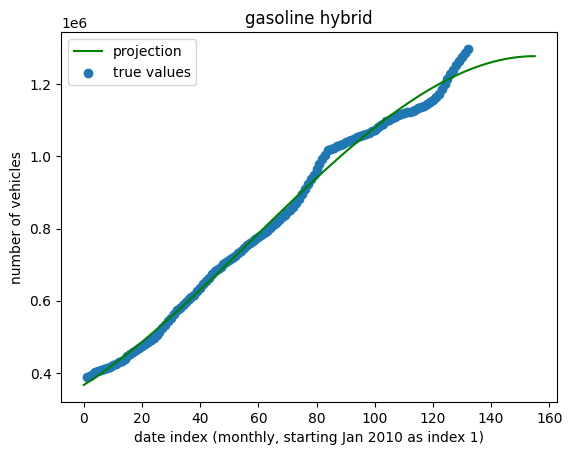 gasoline hybrid
1e6
projection
true values
number of vehicles
1.2
1.0
0.8
0.6
0.4
0 20 40 60 80 100 120 140 160
date index (monthly, starting Jan 2010 as index 1)